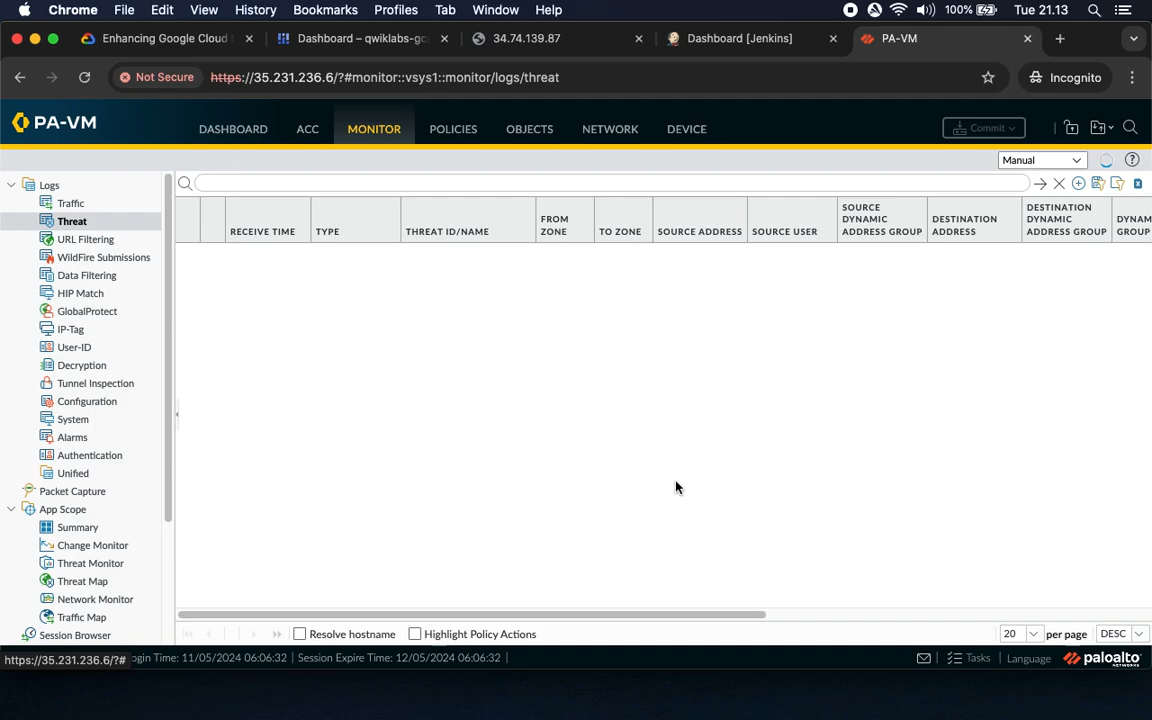 Chrome File Edit View History Bookmarks Profiles Tab Window Help 100% Tue 21.13
Enhancing Google Cloud Dashboard – qwiklabs-gc 34.74.139.87 Dashboard [Jenkins] PA-VM
Not Secure https://35.231.236.6/?#monitor::vsys1::monitor/logs/threat Incognito
PA-VM DASHBOARD ACC MONITOR POLICIES OBJECTS NETWORK DEVICE Commit
Manual
Logs
Traffic
Threat
URL Filtering
WildFire Submissions
Data Filtering
HIP Match
GlobalProtect
IP-Tag
User-ID
Decryption
Tunnel Inspection
Configuration
System
Alarms
Authentication
Unified
Packet Capture
App Scope
Summary
Change Monitor
Threat Monitor
Threat Map
Network Monitor
Traffic Map
Session Browser
RECEIVE TIME
TYPE
THREAT ID/NAME
FROM
ZONE
TO ZONE
SOURCE ADDRESS
SOURCE USER
SOURCE
DYNAMIC
ADDRESS GROUP
DESTINATION
ADDRESS
DESTINATION
DYNAMIC
ADDRESS GROUP
DYNAM
GROUP
Resolve hostname Highlight Policy Actions 20 per page DESC
https://35.231.236.6/?# ogin Time: 11/05/2024 06:06:32 Session Expire Time: 12/05/2024 06:06:32 Tasks Language paloalto
NETWORKS